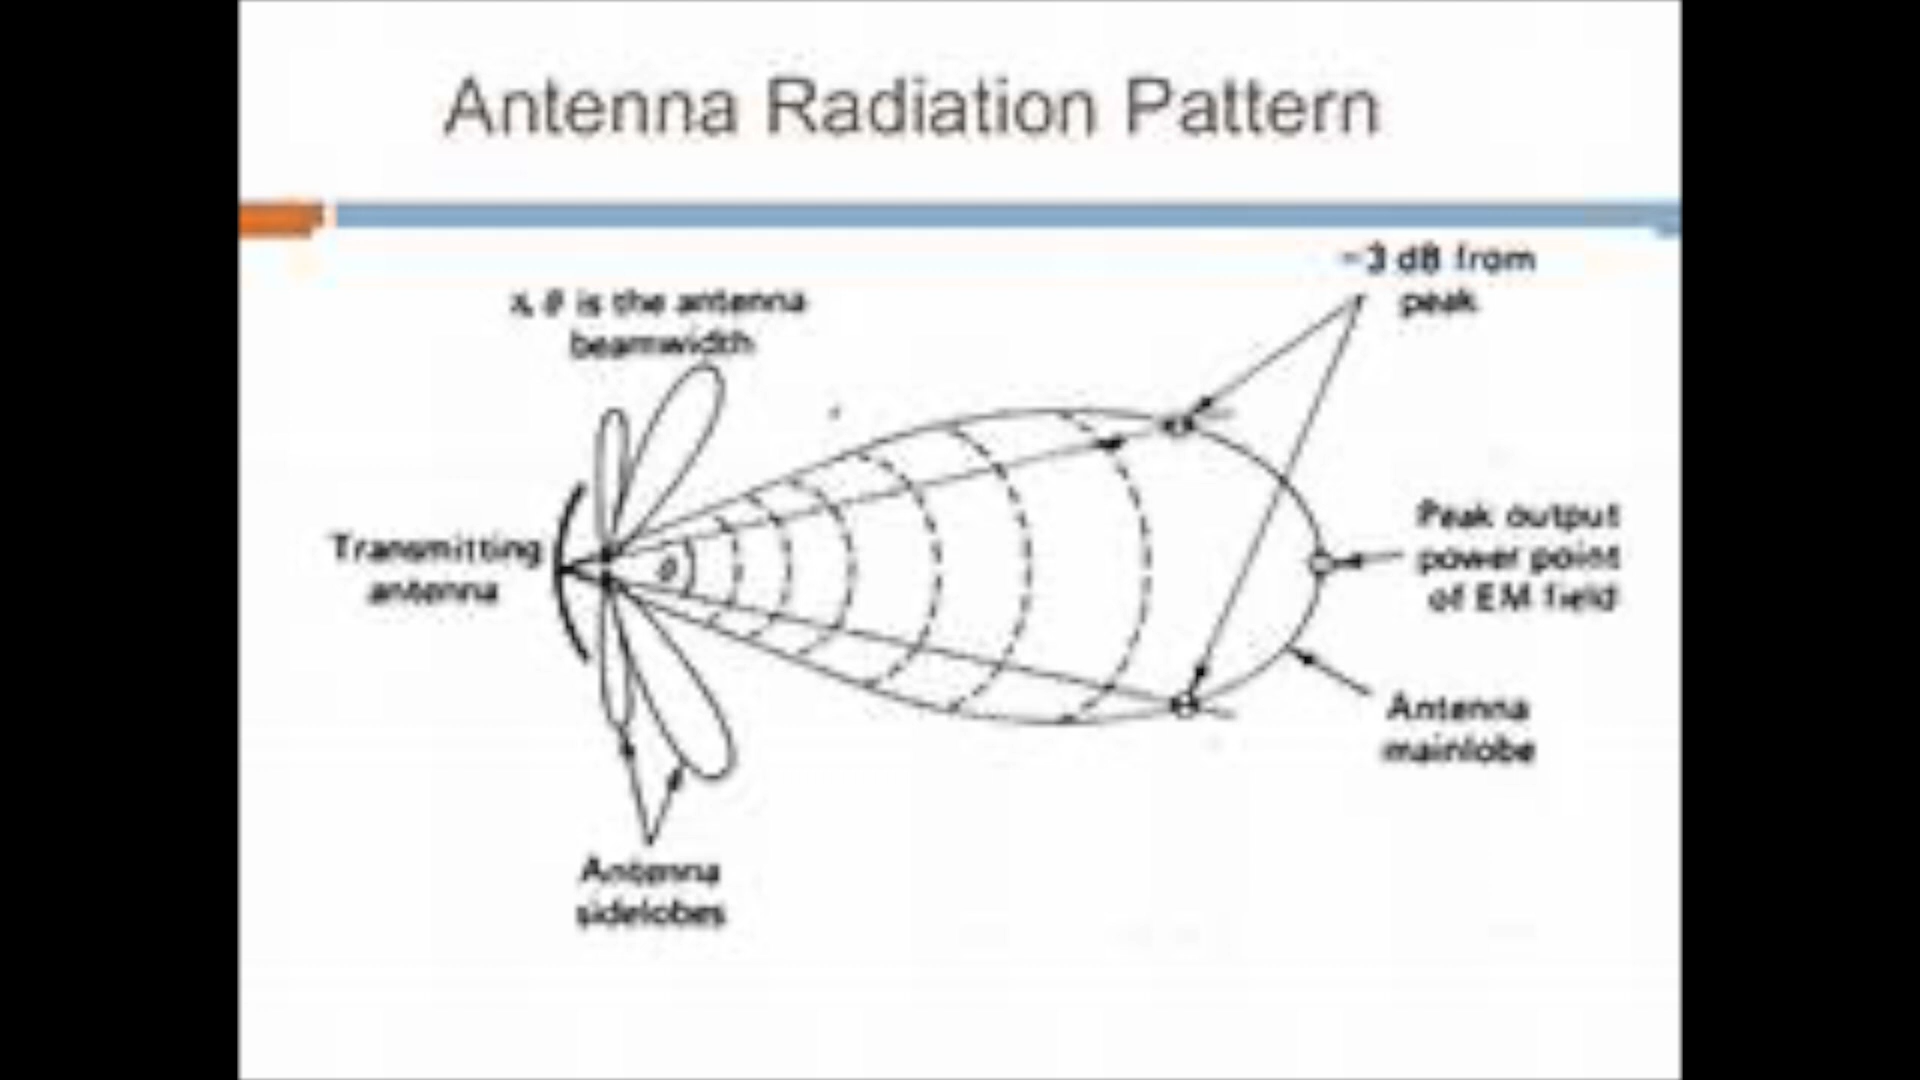 Antenna Radiation Pattern
-3 dB from
peak
θ is the antenna
beamwidth
Transmitting
antenna
θ
Peak output
power point
of EM field
Antenna
mainlobe
Antenna
sidelobes